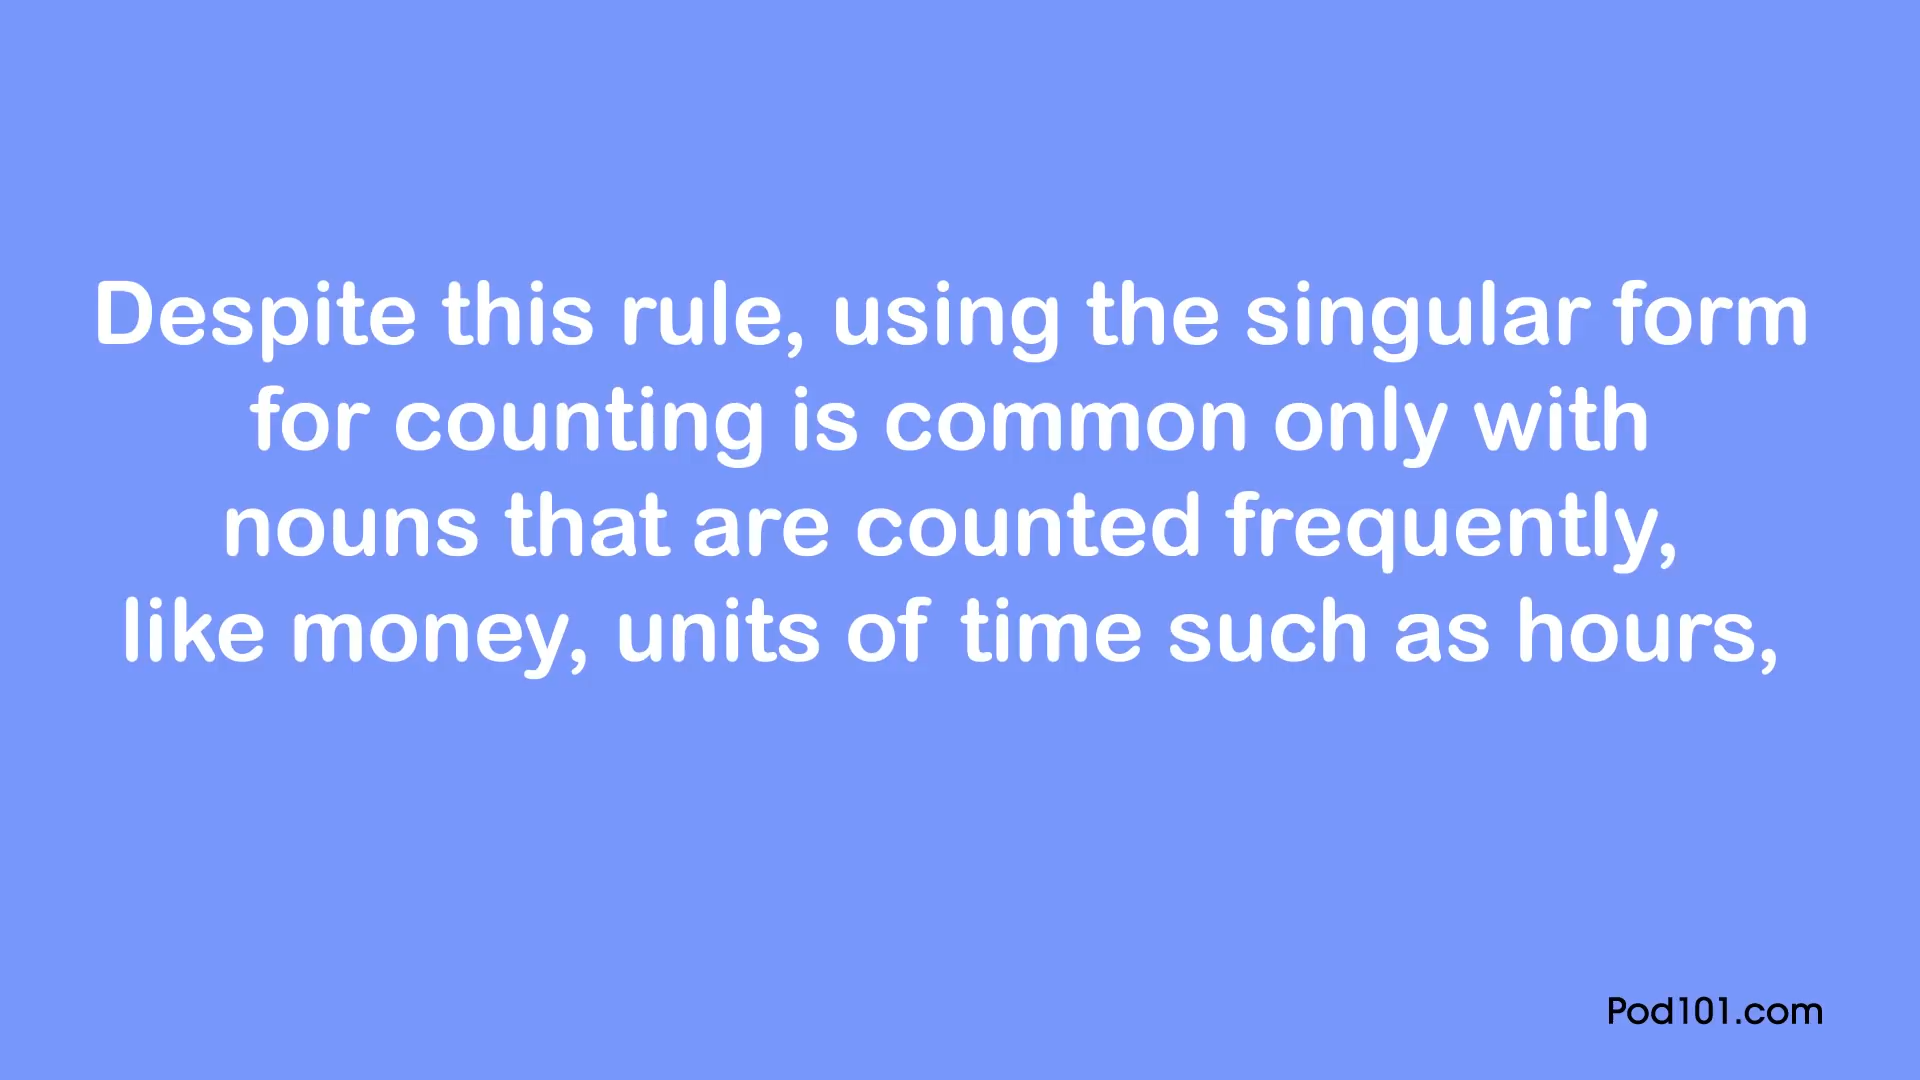 Despite this rule, using the singular form
for counting is common only with
nouns that are counted frequently,
like money, units of time such as hours,
Pod101.com